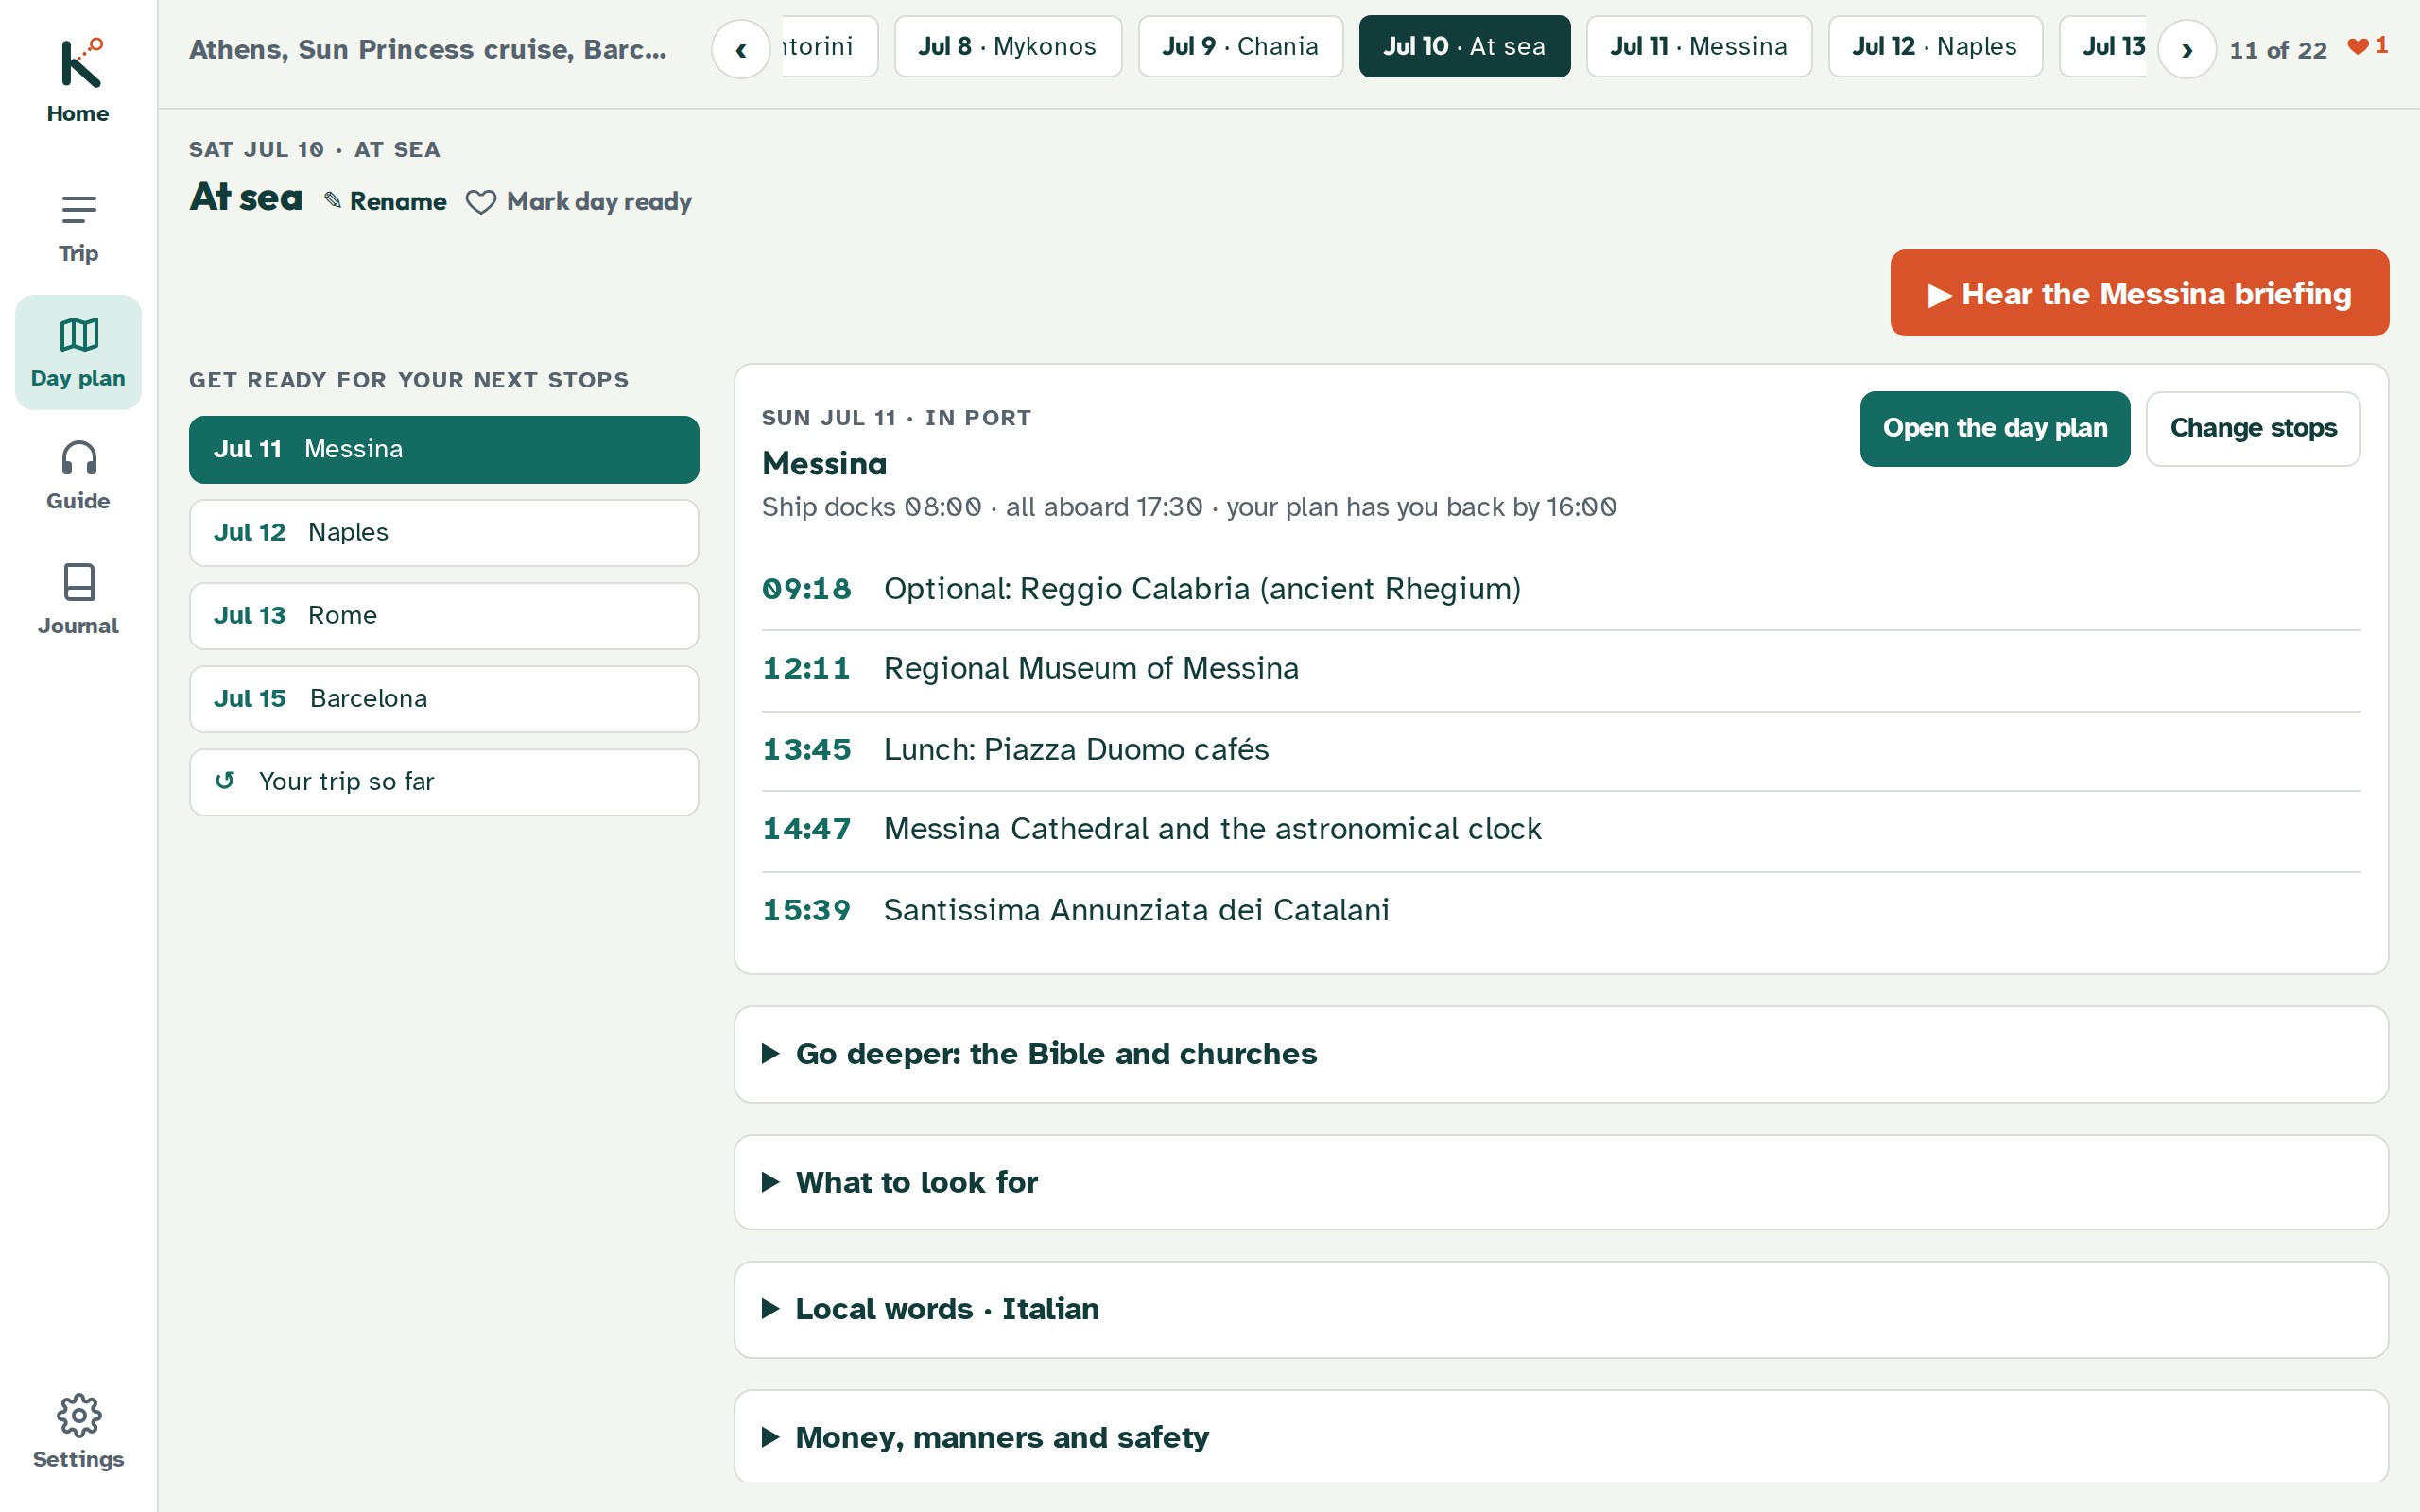 Home
Trip
Day plan
Guide
Journal
Settings
Athens, Sun Princess cruise, Barc...
‹
ntorini
Jul 8 · Mykonos
Jul 9 · Chania
Jul 10 · At sea
Jul 11 · Messina
Jul 12 · Naples
Jul 13
›
11 of 22
1
SAT JUL 10 · AT SEA
At sea
✎ Rename
Mark day ready
▶ Hear the Messina briefing
GET READY FOR YOUR NEXT STOPS
Jul 11 Messina
Jul 12 Naples
Jul 13 Rome
Jul 15 Barcelona
↺ Your trip so far
SUN JUL 11 · IN PORT
Messina
Ship docks 08:00 · all aboard 17:30 · your plan has you back by 16:00
Open the day plan
Change stops
09:18 Optional: Reggio Calabria (ancient Rhegium)
12:11 Regional Museum of Messina
13:45 Lunch: Piazza Duomo cafés
14:47 Messina Cathedral and the astronomical clock
15:39 Santissima Annunziata dei Catalani
▶ Go deeper: the Bible and churches
▶ What to look for
▶ Local words · Italian
▶ Money, manners and safety